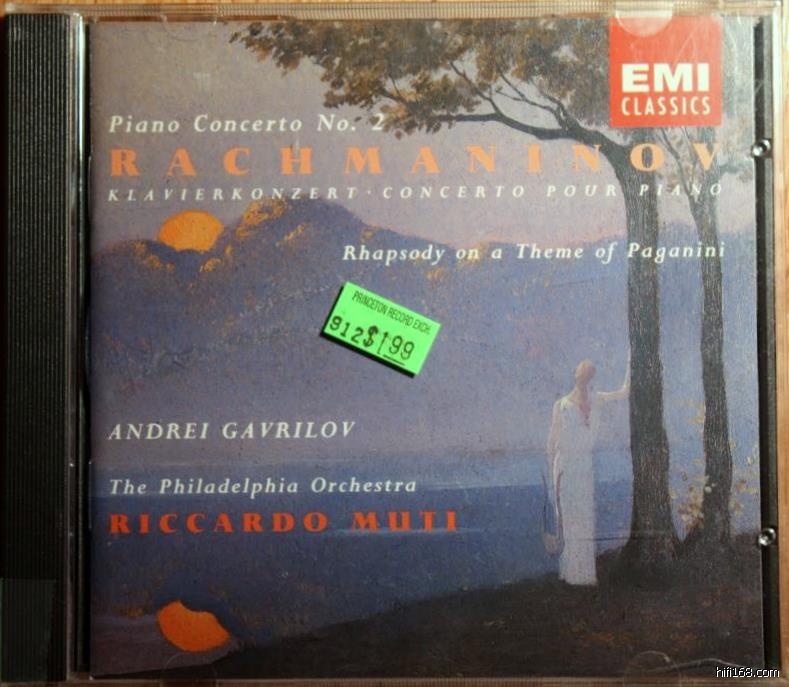 EMI
CLASSICS
Piano Concerto No. 2
RACHMANINOV
KLAVIERKONZERT · CONCERTO POUR PIANO
Rhapsody on a Theme of Paganini
PRINCETON RECORD EXCH.
912$1.99
ANDREI GAVRILOV
The Philadelphia Orchestra
RICCARDO MUTI
hifi168.com